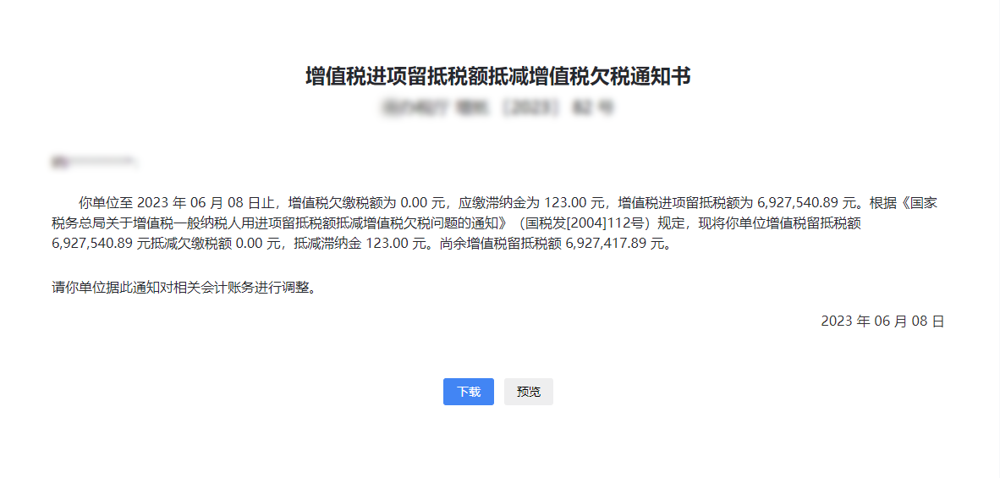 增值税进项留抵税额抵减增值税欠税通知书
〔2023〕 82 号
你单位至 2023 年 06 月 08 日止，增值税欠缴税额为 0.00 元，应缴滞纳金为 123.00 元，增值税进项留抵税额为 6,927,540.89 元。根据《国家
税务总局关于增值税一般纳税人用进项留抵税额抵减增值税欠税问题的通知》（国税发[2004]112号）规定，现将你单位增值税留抵税额
6,927,540.89 元抵减欠缴税额 0.00 元，抵减滞纳金 123.00 元。尚余增值税留抵税额 6,927,417.89 元。
请你单位据此通知对相关会计账务进行调整。
2023 年 06 月 08 日
下载 预览